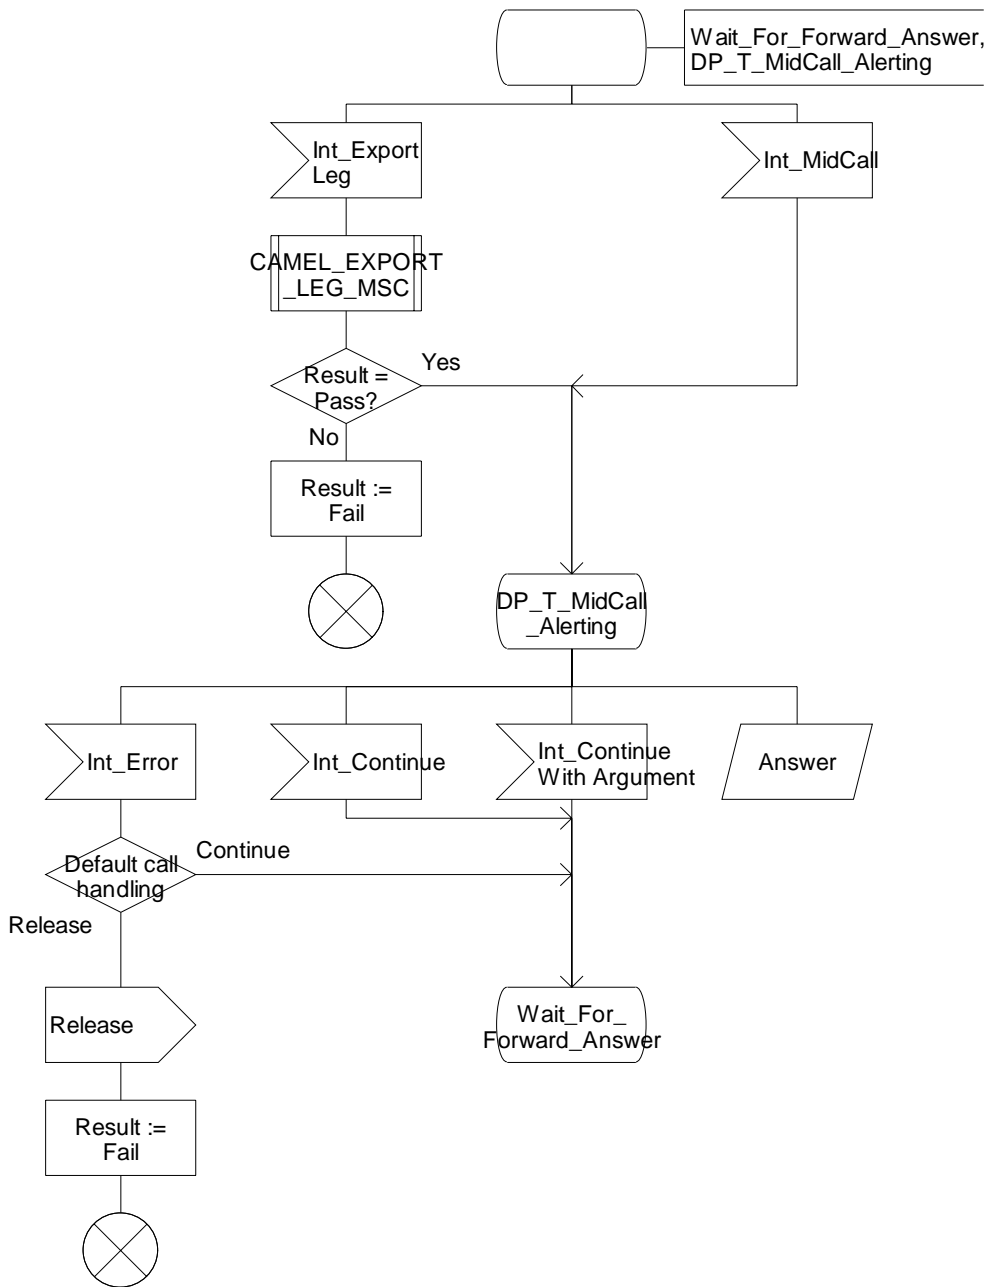 Wait_For_Forward_Answer,
DP_T_MidCall_Alerting
Int_Export
Leg
Int_MidCall
CAMEL_EXPORT
_LEG_MSC
Yes
Result =
Pass?
No
Result :=
Fail
DP_T_MidCall
_Alerting
Int_Error
Int_Continue
Int_Continue
With Argument
Answer
Continue
Default call
handling
Release
Release
Wait_For_
Forward_Answer
Result :=
Fail